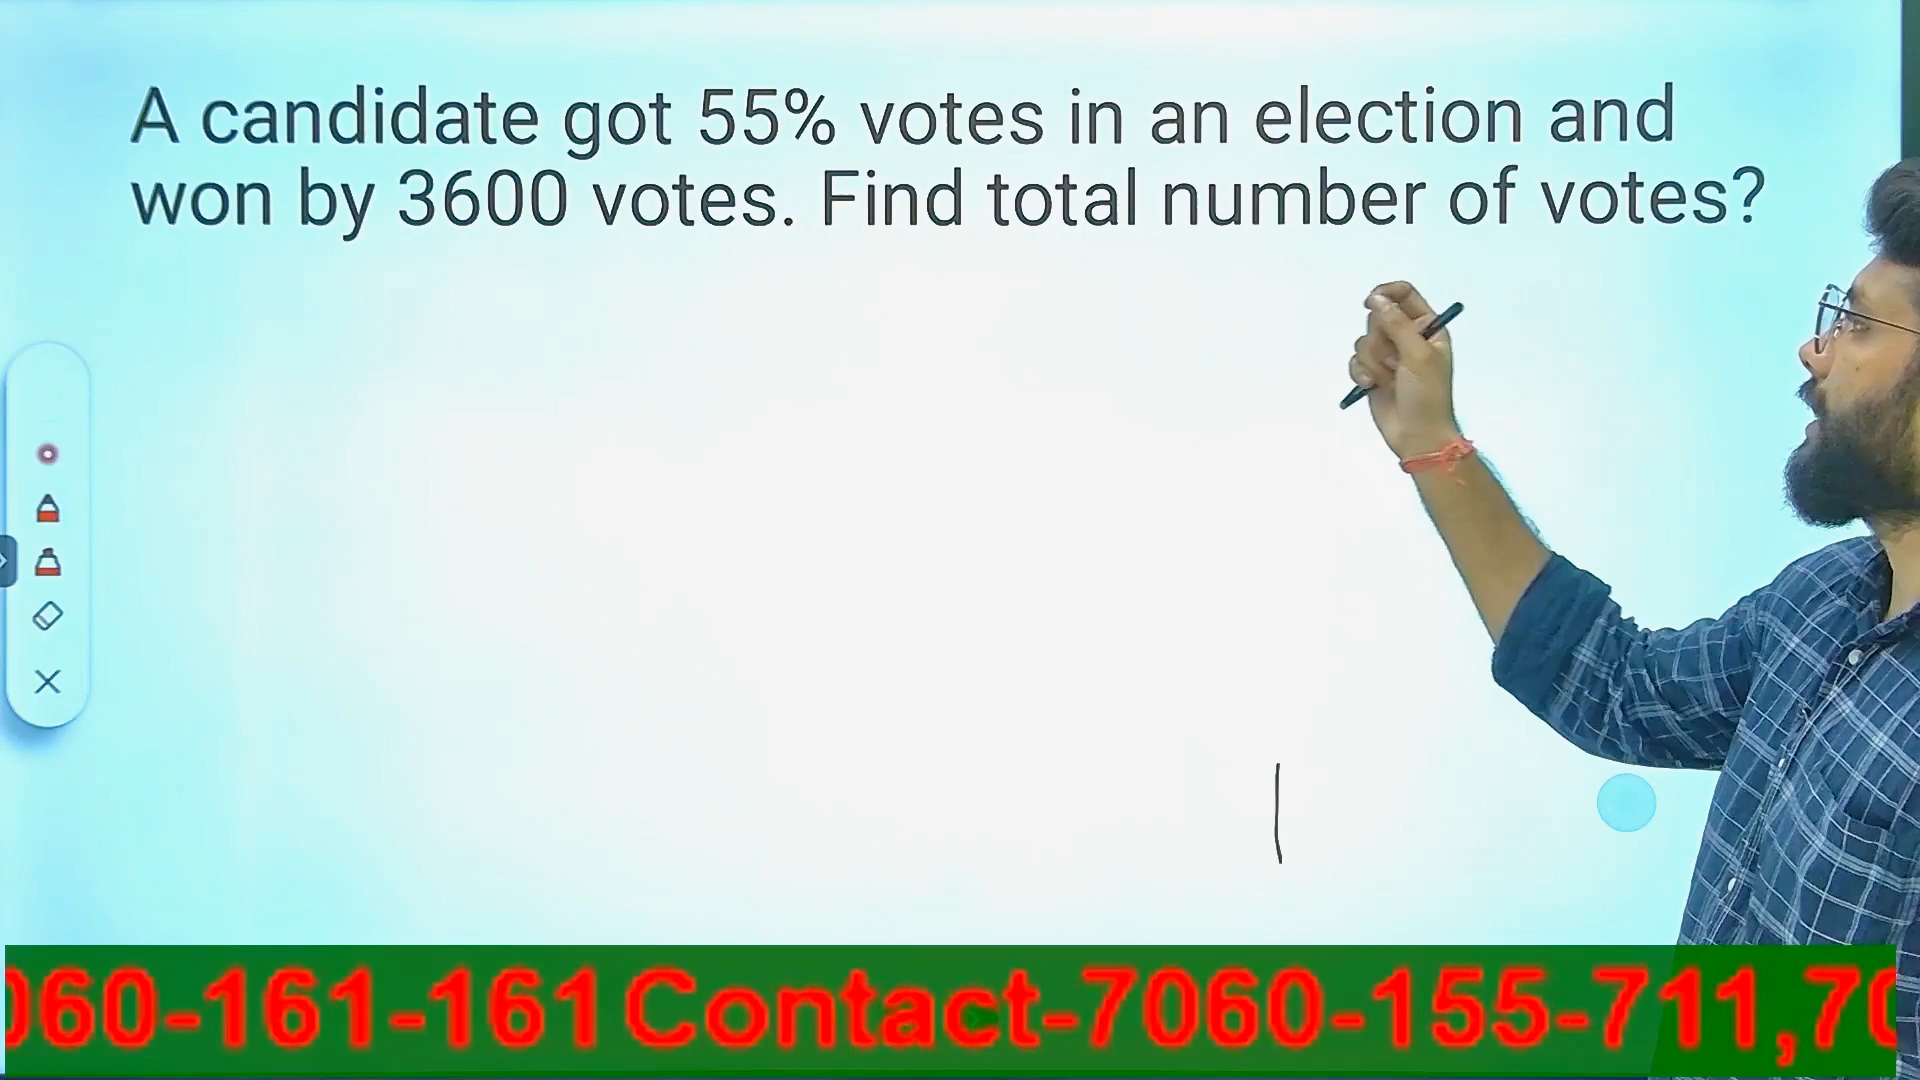 A candidate got 55% votes in an election and
won by 3600 votes. Find total number of votes?
060-161-161 Contact-7060-155-711,70